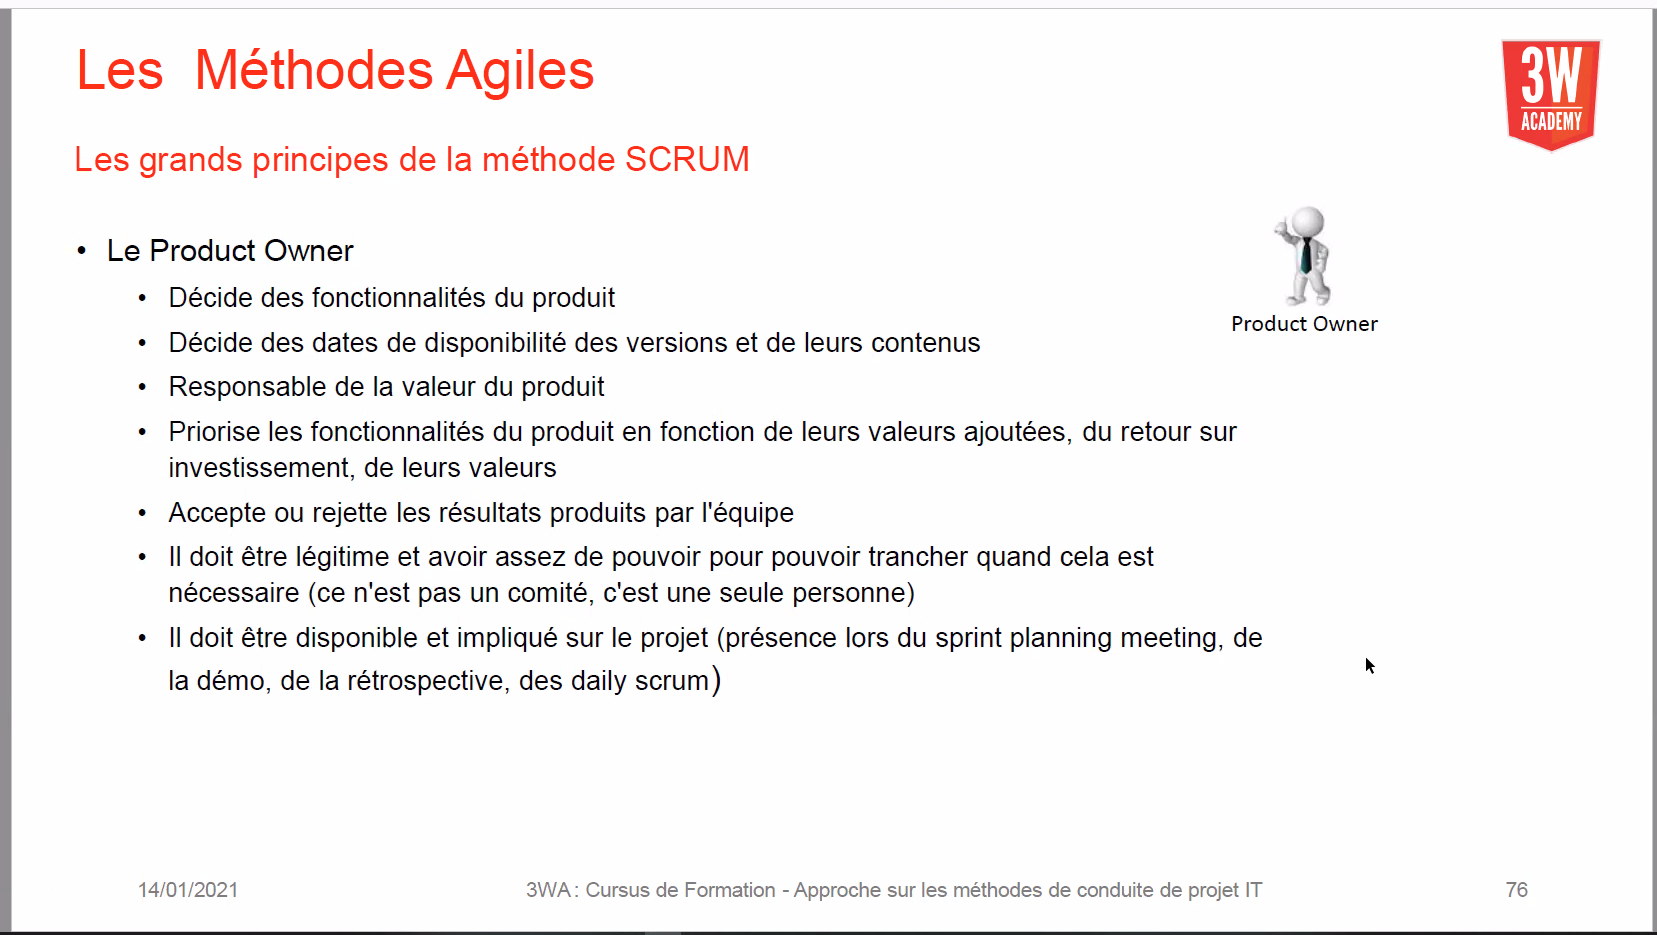 Les Méthodes Agiles
3W
ACADEMY
Les grands principes de la méthode SCRUM
• Le Product Owner
• Décide des fonctionnalités du produit
Product Owner
• Décide des dates de disponibilité des versions et de leurs contenus
• Responsable de la valeur du produit
• Priorise les fonctionnalités du produit en fonction de leurs valeurs ajoutées, du retour sur
investissement, de leurs valeurs
• Accepte ou rejette les résultats produits par l'équipe
• Il doit être légitime et avoir assez de pouvoir pour pouvoir trancher quand cela est
nécessaire (ce n'est pas un comité, c'est une seule personne)
• Il doit être disponible et impliqué sur le projet (présence lors du sprint planning meeting, de
la démo, de la rétrospective, des daily scrum)
14/01/2021
3WA : Cursus de Formation - Approche sur les méthodes de conduite de projet IT
76